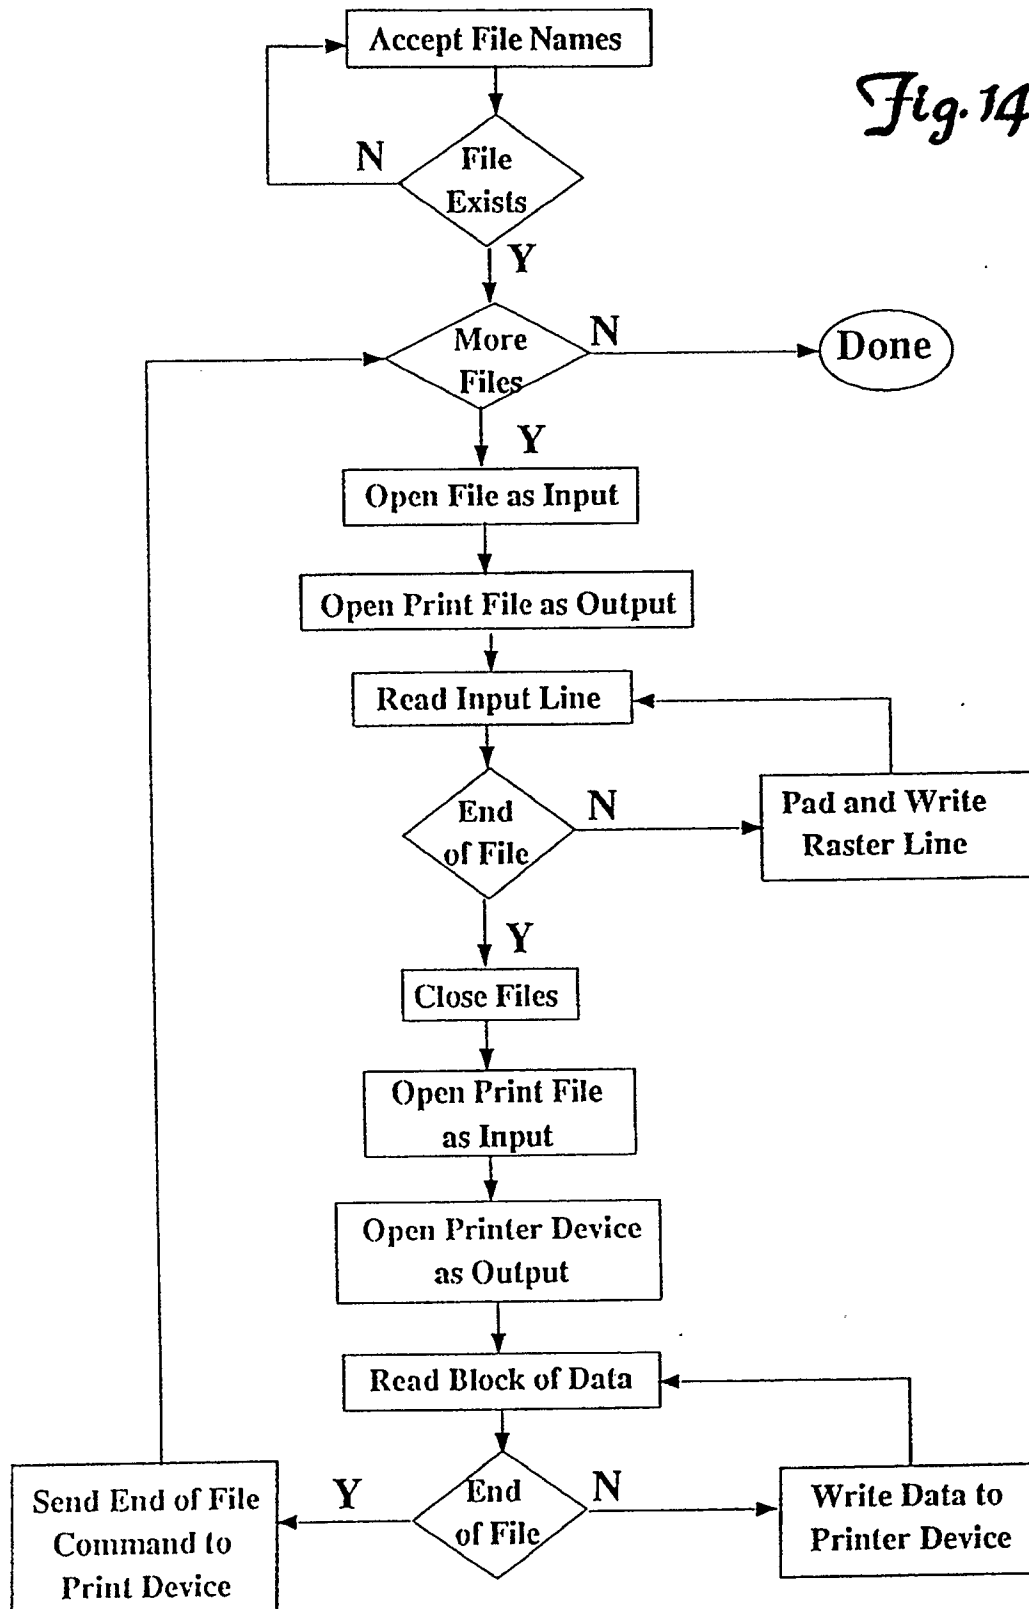 Accept File Names
Fig. 14
N
File
Exists
Y
More
Files
N
Done
Y
Open File as Input
Open Print File as Output
Read Input Line
End
of File
N
Pad and Write
Raster Line
Y
Close Files
Open Print File
as Input
Open Printer Device
as Output
Read Block of Data
End
of File
N
Write Data to
Printer Device
Y
Send End of File
Command to
Print Device